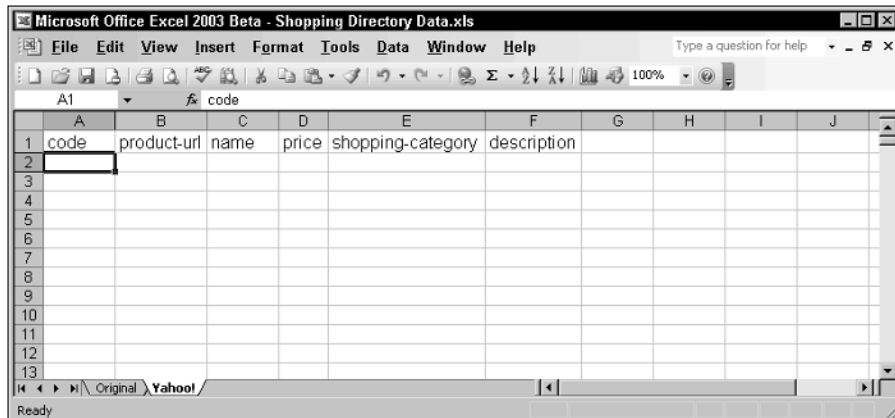 Microsoft Office Excel 2003 Beta - Shopping Directory Data.xls
File Edit View Insert Format Tools Data Window Help Type a question for help
100%
A1 fx code
A B C D E F G H I J
1 code product-url name price shopping-category description
2
3
4
5
6
7
8
9
10
11
12
13
Original Yahoo!
Ready